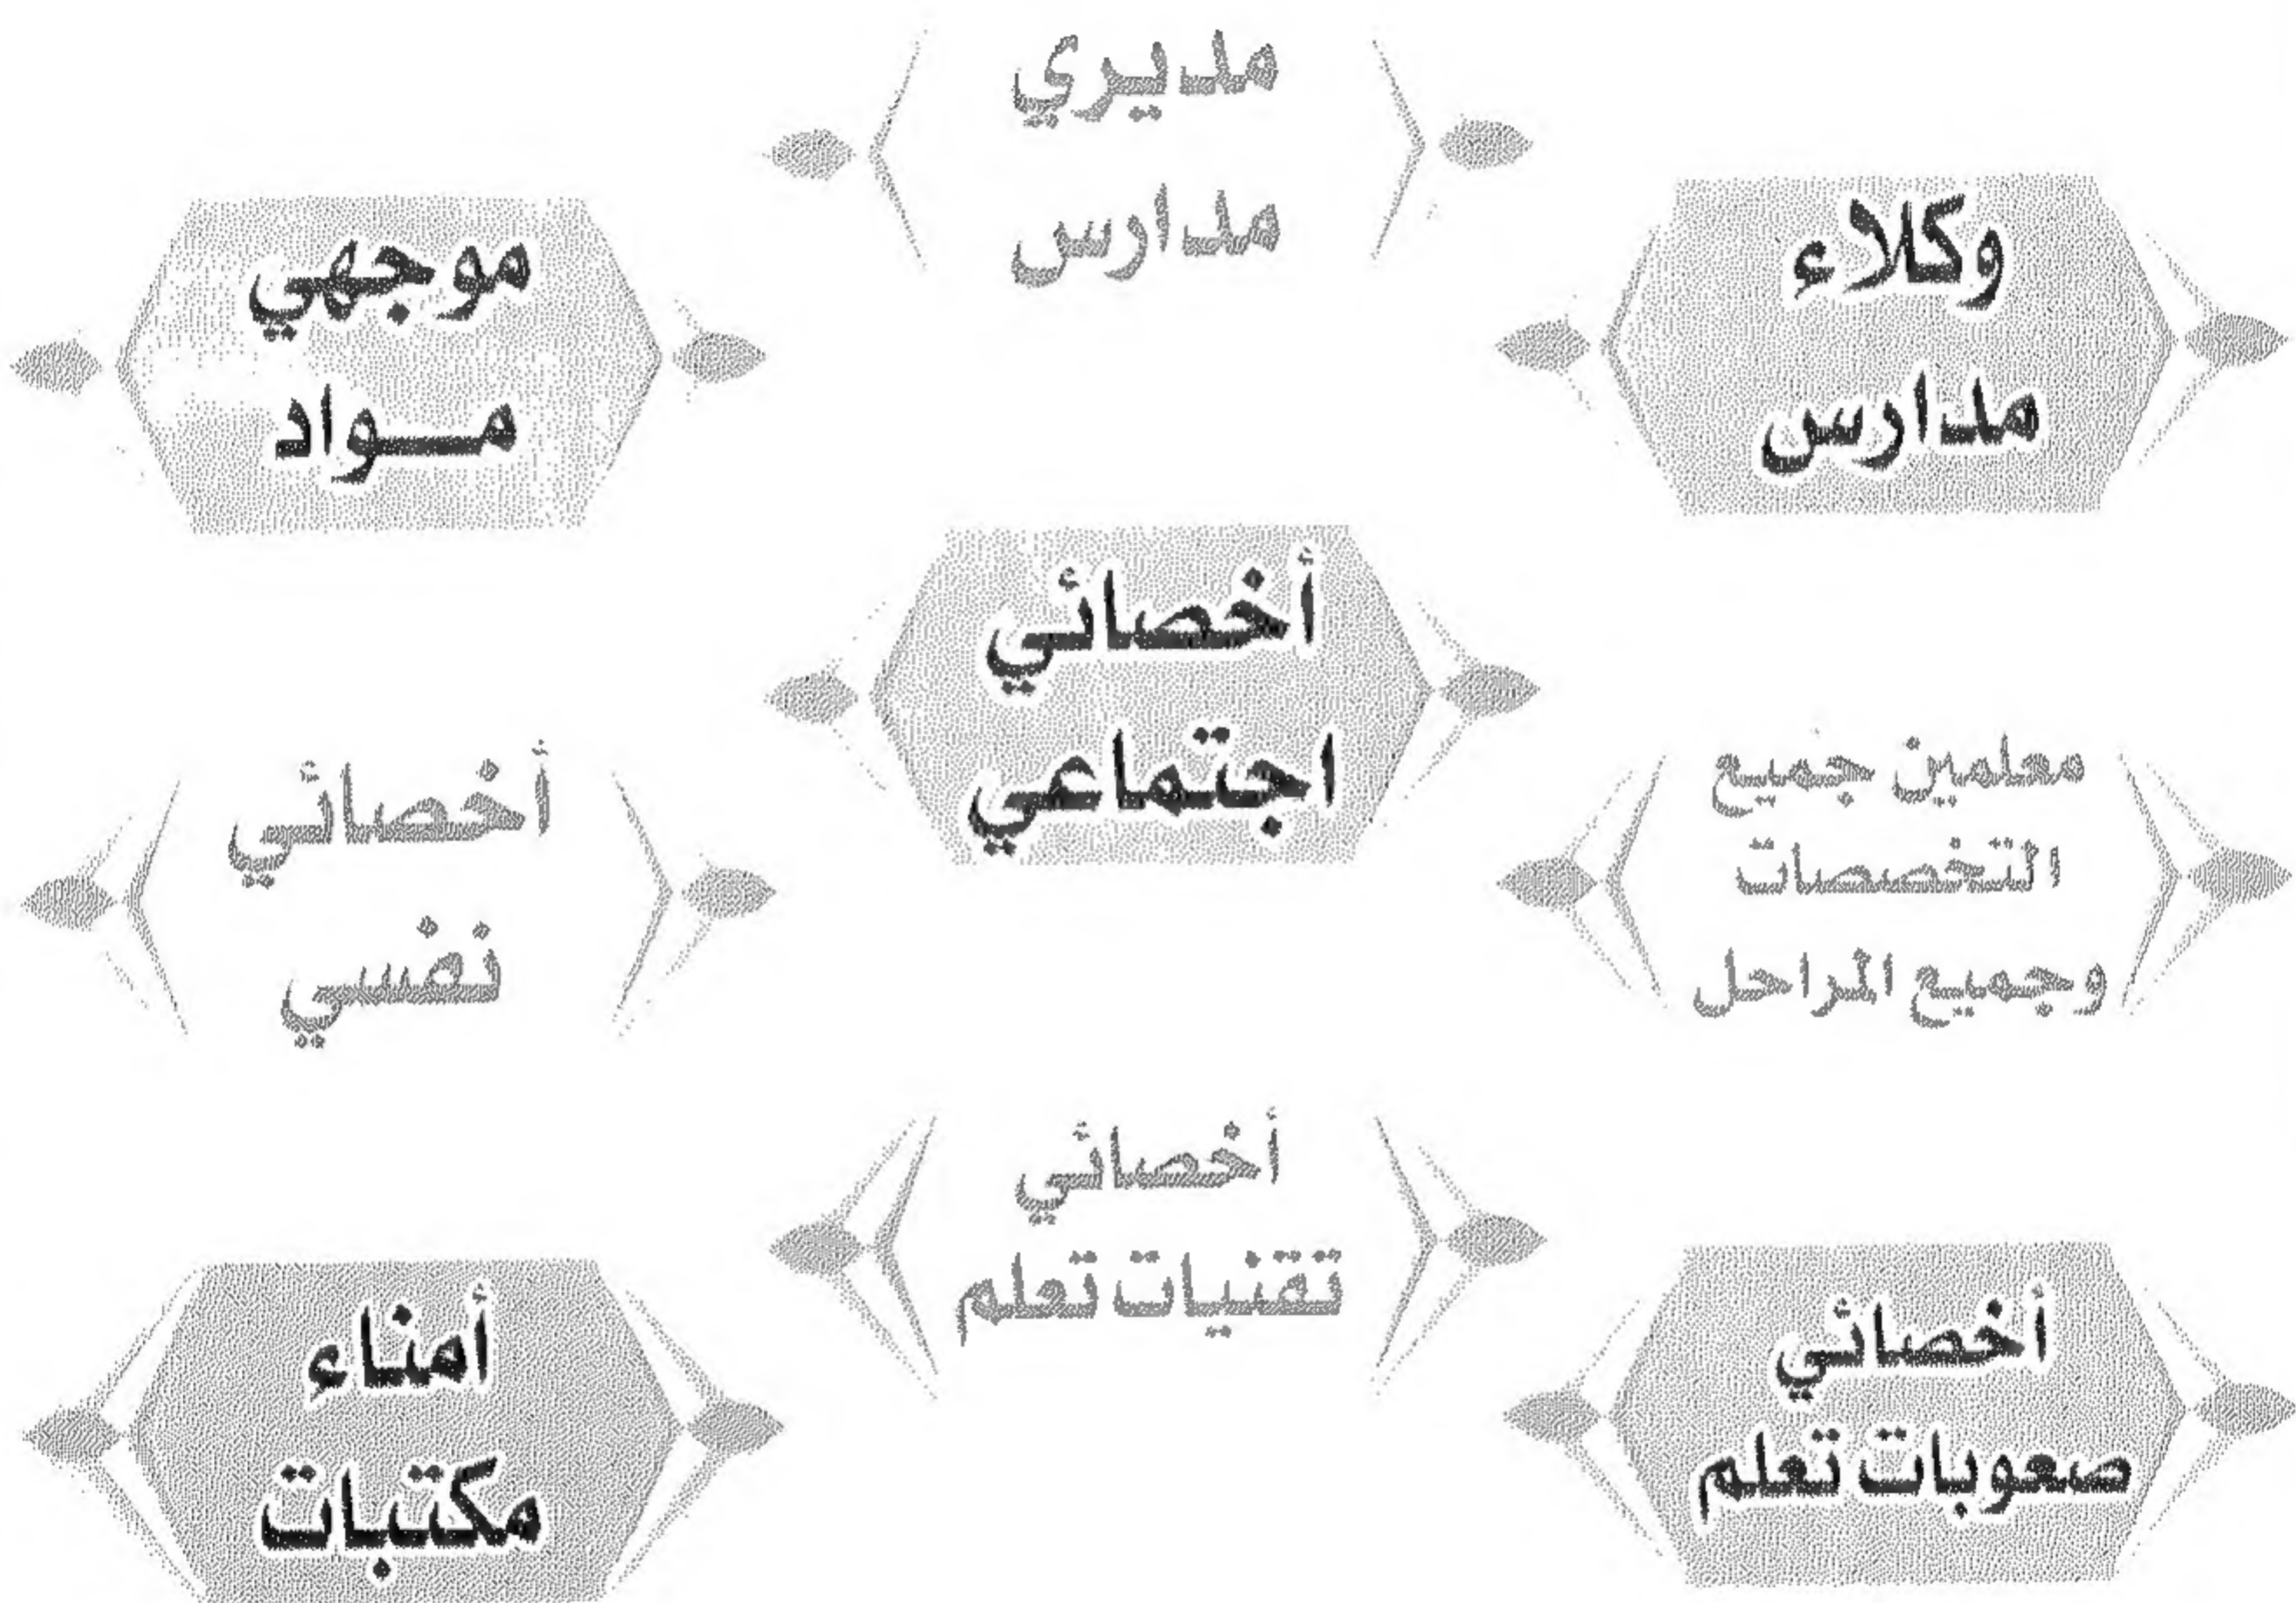 مديري
مدارس
وكلاء
مدارس
موجهي
مـــواد
أخصائي
اجتماعي
معلمين جميع
التخصصات
وجميع المراحل
أخصائي
نفسي
أخصائي
تقنيات تعلم
أخصائي
صعوبات تعلم
أمناء
مكتبات